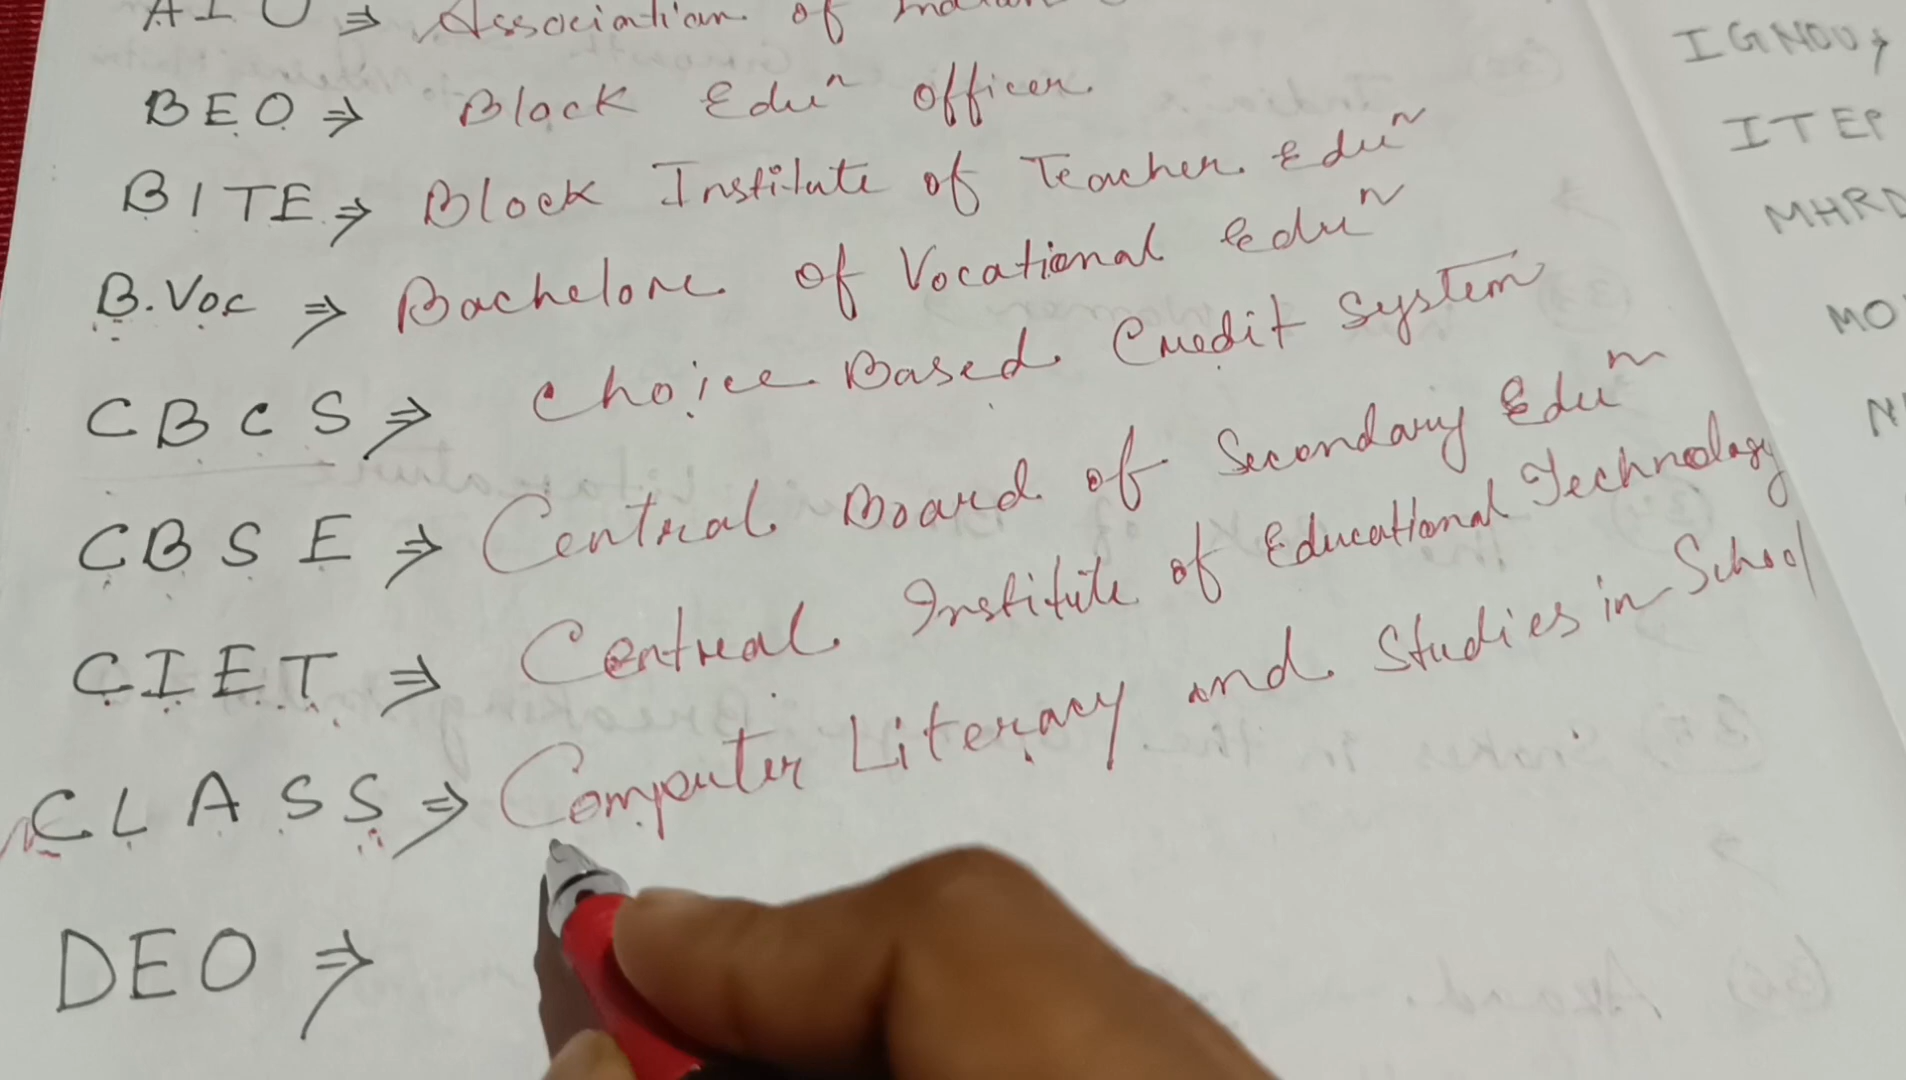 AIU ⇒ Association of Indian
BEO ⇒ Block Eduⁿ officer
BITE ⇒ Block Institute of Teacher Eduⁿ
B.Voc ⇒ Bachelore of Vocational Eduⁿ
CBCS ⇒ Choice Based Credit System
CBSE ⇒ Central Board of Secondary Eduⁿ
CIET ⇒ Central Institute of Educational Technology
CLASS ⇒ Computer Literacy and Studies in School
DEO ⇒
IGNOU ⇒
ITEP
MHRD
MO
N